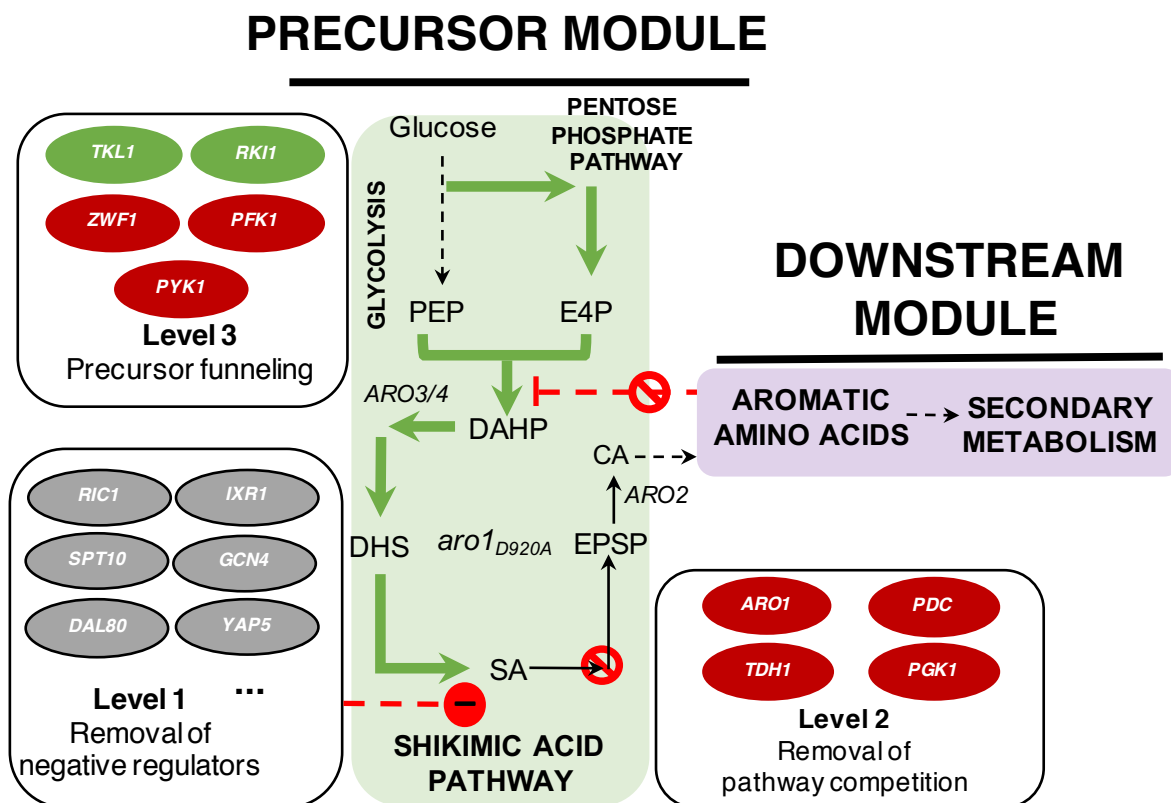 PRECURSOR MODULE
TKL1
RKI1
ZWF1
PFK1
PYK1
Level 3
Precursor funneling
Glucose
PENTOSE
PHOSPHATE
PATHWAY
GLYCOLYSIS
PEP
E4P
ARO3/4
DAHP
DHS
aro1D920A
EPSP
ARO2
CA
SA
SHIKIMIC ACID
PATHWAY
DOWNSTREAM
MODULE
AROMATIC
AMINO ACIDS
SECONDARY
METABOLISM
RIC1
IXR1
SPT10
GCN4
DAL80
YAP5
...
Level 1
Removal of
negative regulators
ARO1
PDC
TDH1
PGK1
Level 2
Removal of
pathway competition